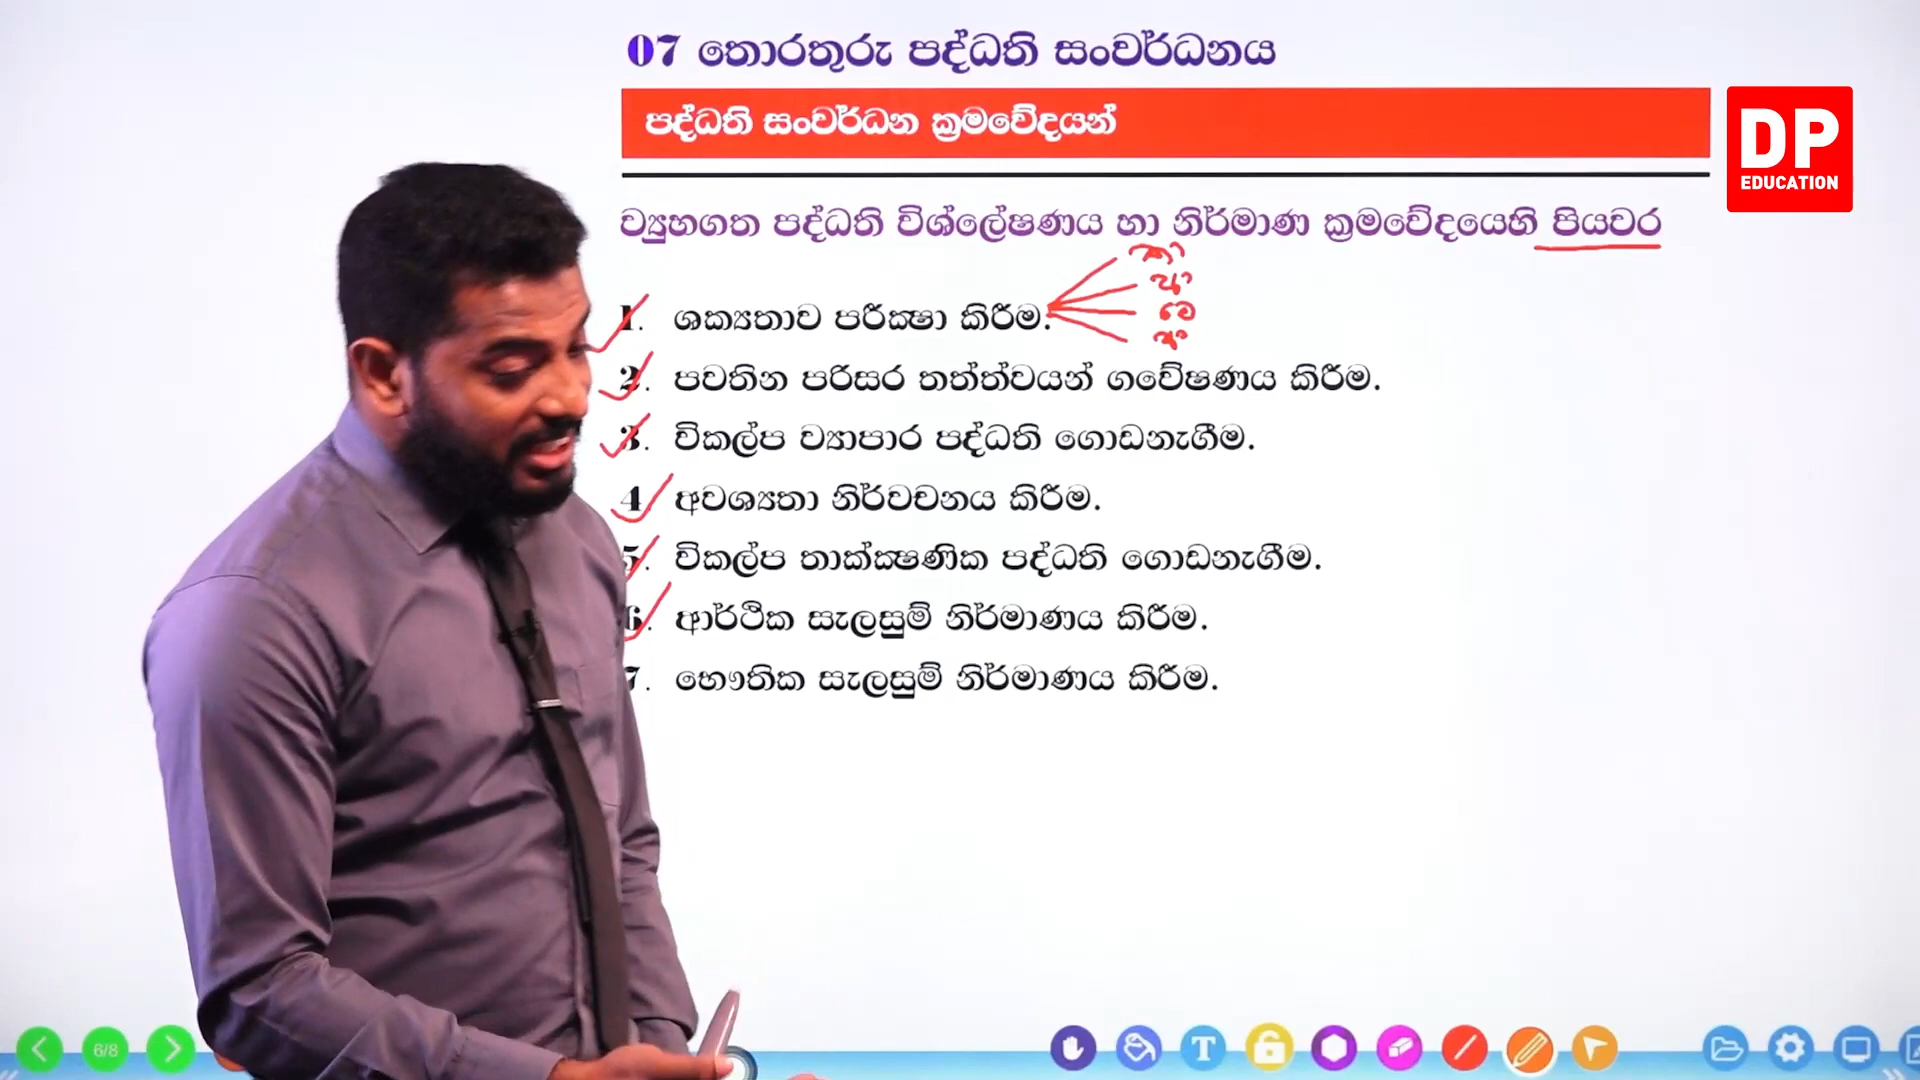 07 තොරතුරු පද්ධති සංවර්ධනය
පද්ධති සංවර්ධන ක්‍රමවේදයන්
DP
EDUCATION
ව්‍යුහගත පද්ධති විශ්ලේෂණය හා නිර්මාණ ක්‍රමවේදයෙහි පියවර
තා
ආ
මෙ
1. ශක්‍යතාව පරීක්‍ෂා කිරීම.
2. පවතින පරිසර තත්ත්වයන් ගවේෂණය කිරීම.
3. විකල්ප ව්‍යාපාර පද්ධති ගොඩනැගීම.
4. අවශ්‍යතා නිර්වචනය කිරීම.
5. විකල්ප තාක්ක්‍ෂණික පද්ධති ගොඩනැගීම.
6. ආර්ථික සැලසුම් නිර්මාණය කිරීම.
7. භෞතික සැලසුම් නිර්මාණය කිරීම.
6/8
T